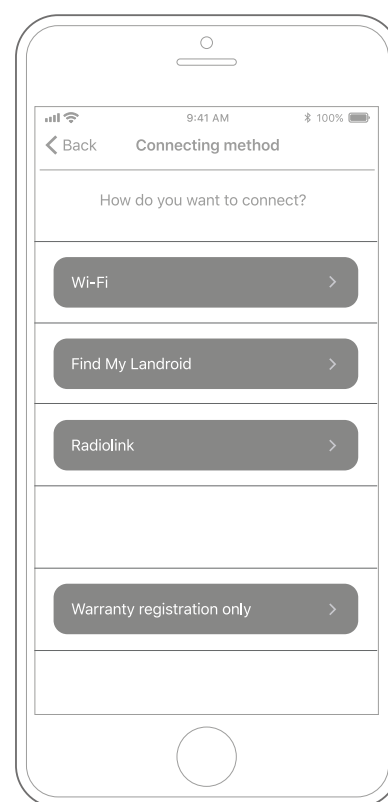 9:41 AM
100%
Back
Connecting method
How do you want to connect?
Wi-Fi
Find My Landroid
Radiolink
Warranty registration only